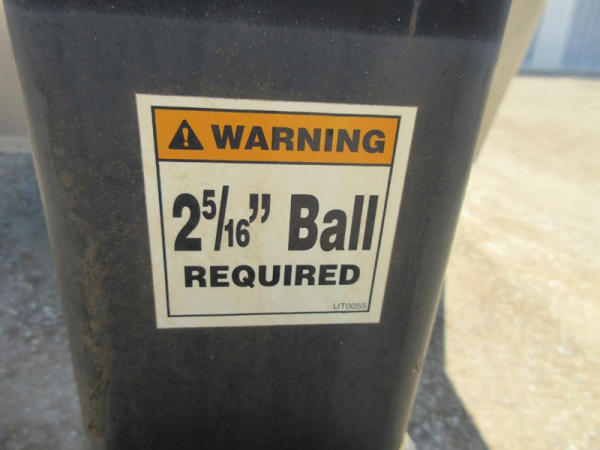 WARNING
2 5/16" Ball
REQUIRED
UT0055